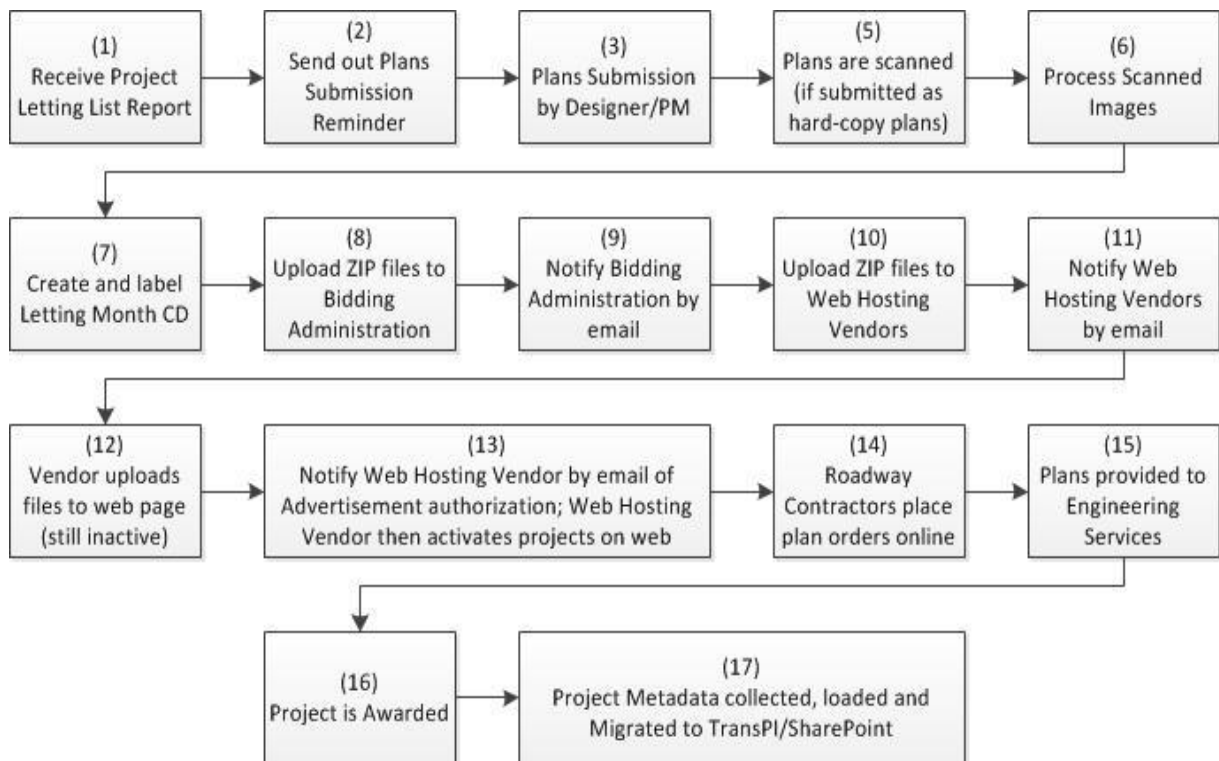 (1)
Receive Project
Letting List Report
(2)
Send out Plans
Submission
Reminder
(3)
Plans Submission
by Designer/PM
(5)
Plans are scanned
(if submitted as
hard-copy plans)
(6)
Process Scanned
Images
(7)
Create and label
Letting Month CD
(8)
Upload ZIP files to
Bidding
Administration
(9)
Notify Bidding
Administration by
email
(10)
Upload ZIP files to
Web Hosting
Vendors
(11)
Notify Web
Hosting Vendors
by email
(12)
Vendor uploads
files to web page
(still inactive)
(13)
Notify Web Hosting Vendor by email of
Advertisement authorization; Web Hosting
Vendor then activates projects on web
(14)
Roadway
Contractors place
plan orders online
(15)
Plans provided to
Engineering
Services
(16)
Project is Awarded
(17)
Project Metadata collected, loaded and
Migrated to TransPI/SharePoint